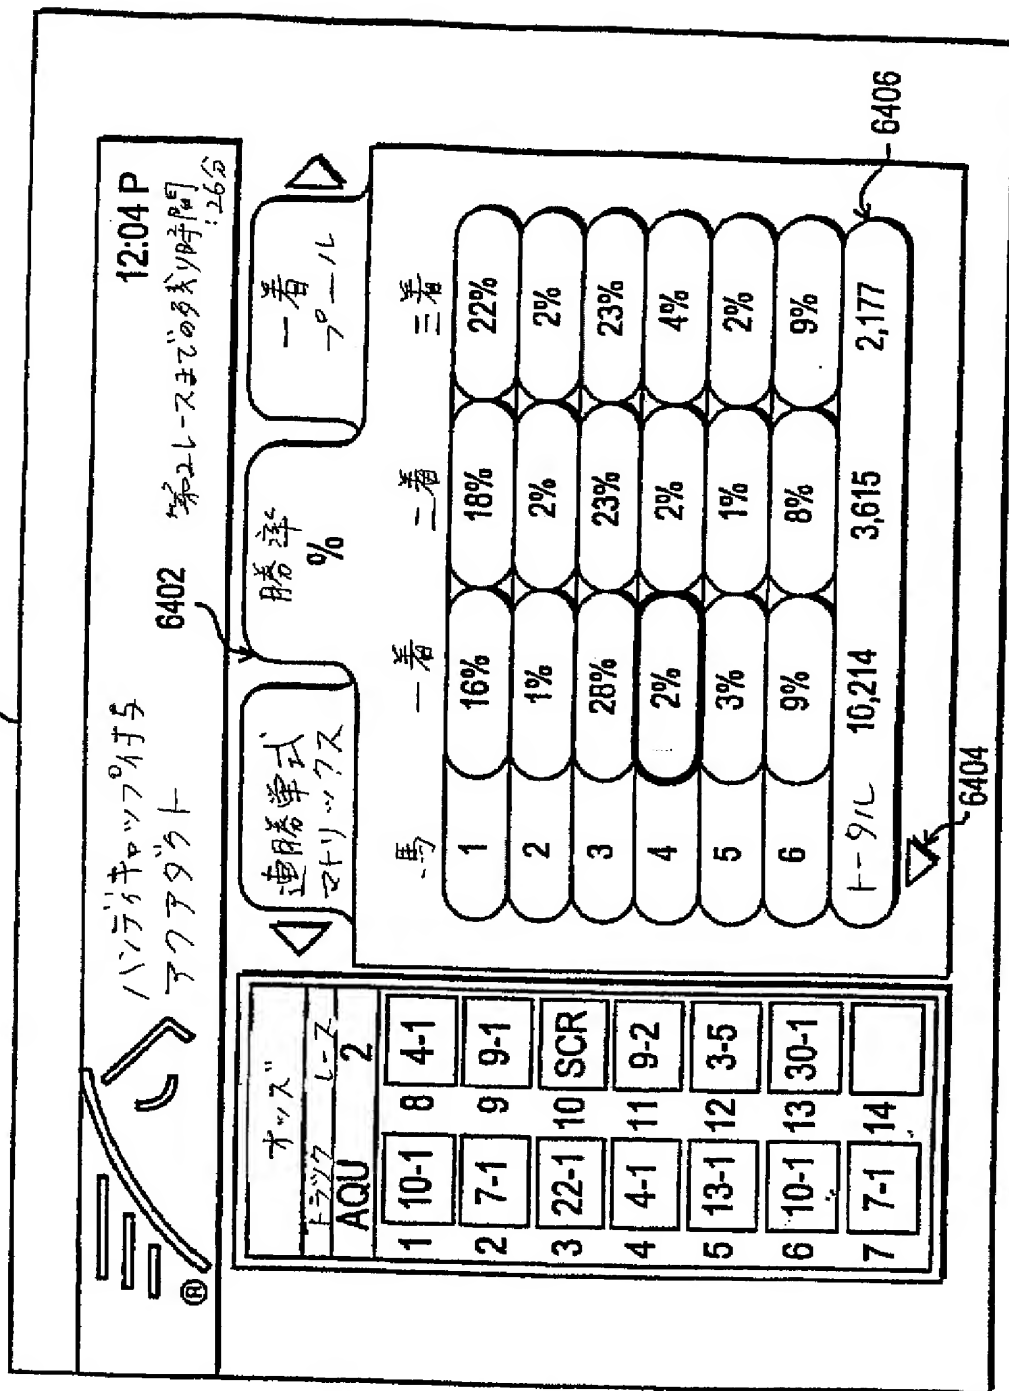 ハンディキャップ付する
アクアダクト
12:04 P
第2レースまでの残り時間
:26分
6402
連勝単式
マトリックス
勝率
%
一着
プール
オッズ
トラック レース
AQU 2
1 10-1 8 4-1
2 7-1 9 9-1
3 22-1 10 SCR
4 4-1 11 9-2
5 13-1 12 3-5
6 10-1 13 30-1
7 7-1 14
馬 一着 二着 三着
1 16% 18% 22%
2 1% 2% 2%
3 28% 23% 23%
4 2% 2% 4%
5 3% 1% 2%
6 9% 8% 9%
トータル 10,214 3,615 2,177
6404
6406
®